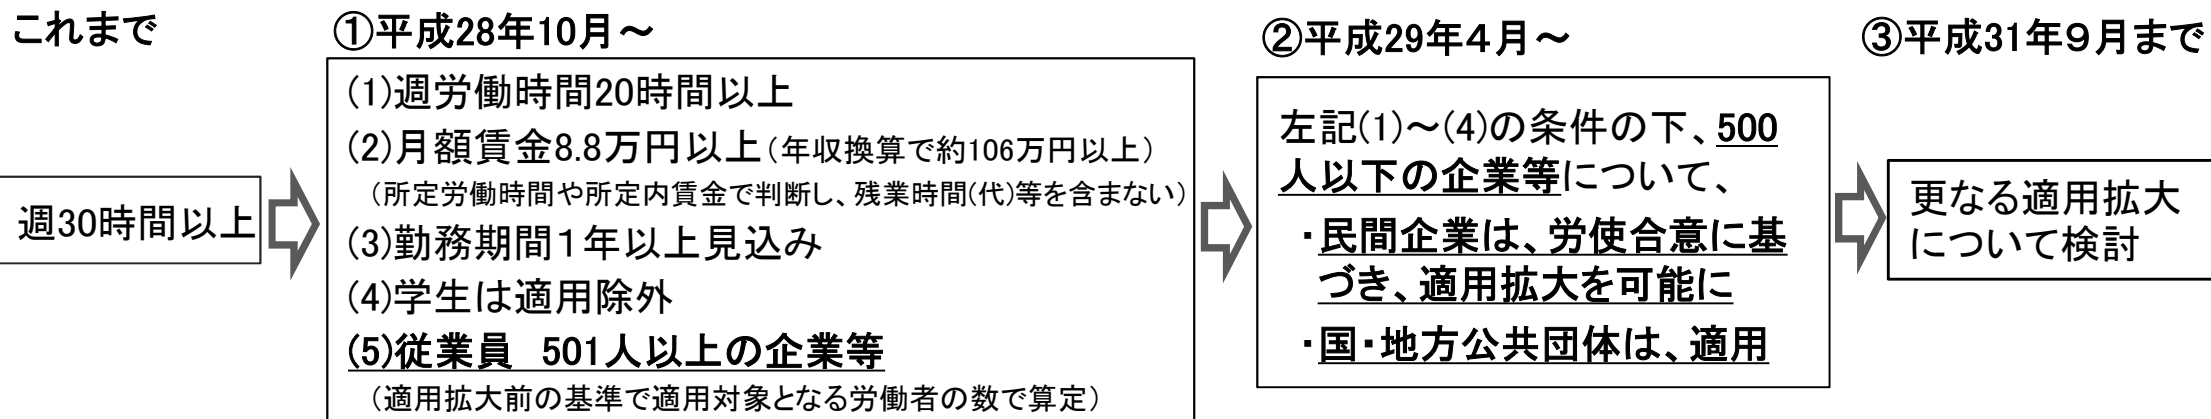 これまで
週30時間以上
①平成28年10月～
(1)週労働時間20時間以上
(2)月額賃金8.8万円以上（年収換算で約106万円以上）
（所定労働時間や所定内賃金で判断し、残業時間(代)等を含まない）
(3)勤務期間１年以上見込み
(4)学生は適用除外
(5)従業員　501人以上の企業等
（適用拡大前の基準で適用対象となる労働者の数で算定）
②平成29年４月～
左記(1)～(4)の条件の下、500
人以下の企業等について、
・民間企業は、労使合意に基
づき、適用拡大を可能に
・国・地方公共団体は、適用
③平成31年９月まで
更なる適用拡大
について検討